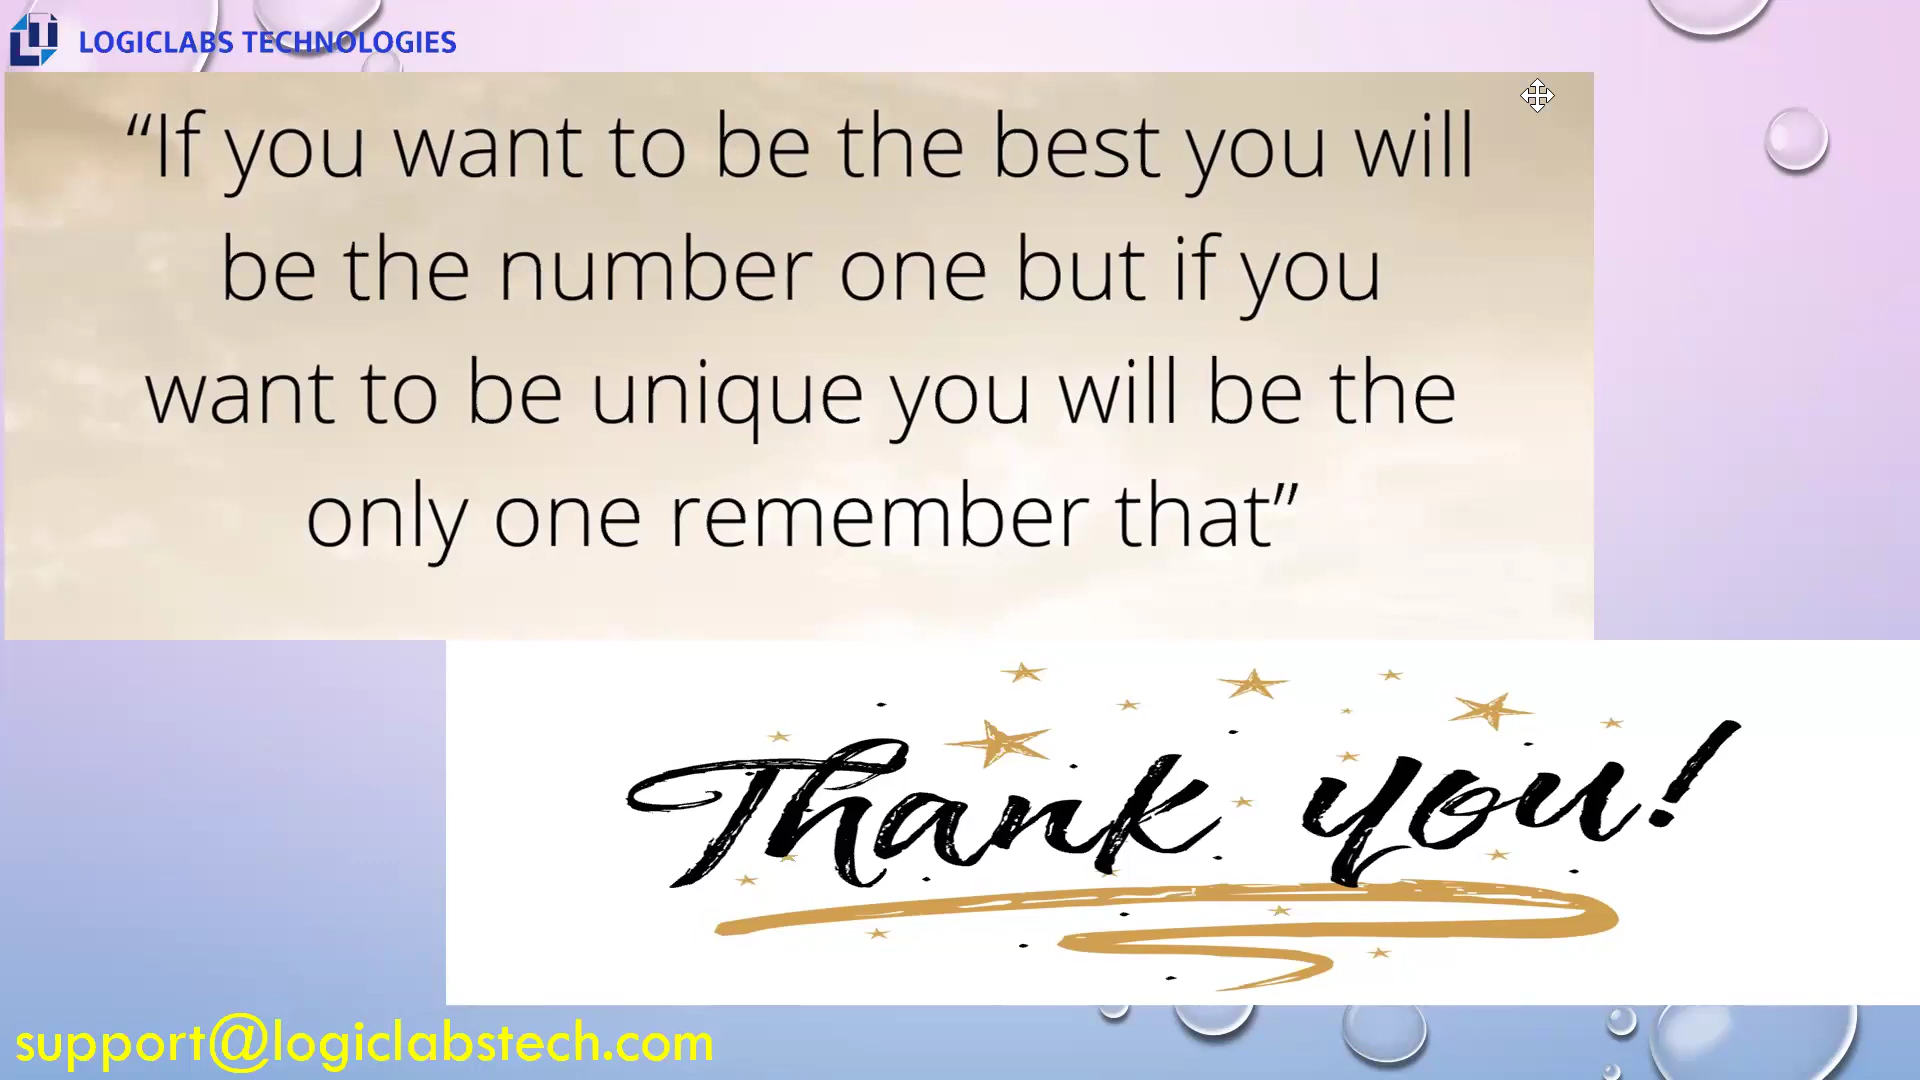 LOGICLABS TECHNOLOGIES
“If you want to be the best you will
be the number one but if you
want to be unique you will be the
only one remember that”
Thank you!
support@logiclabstech.com